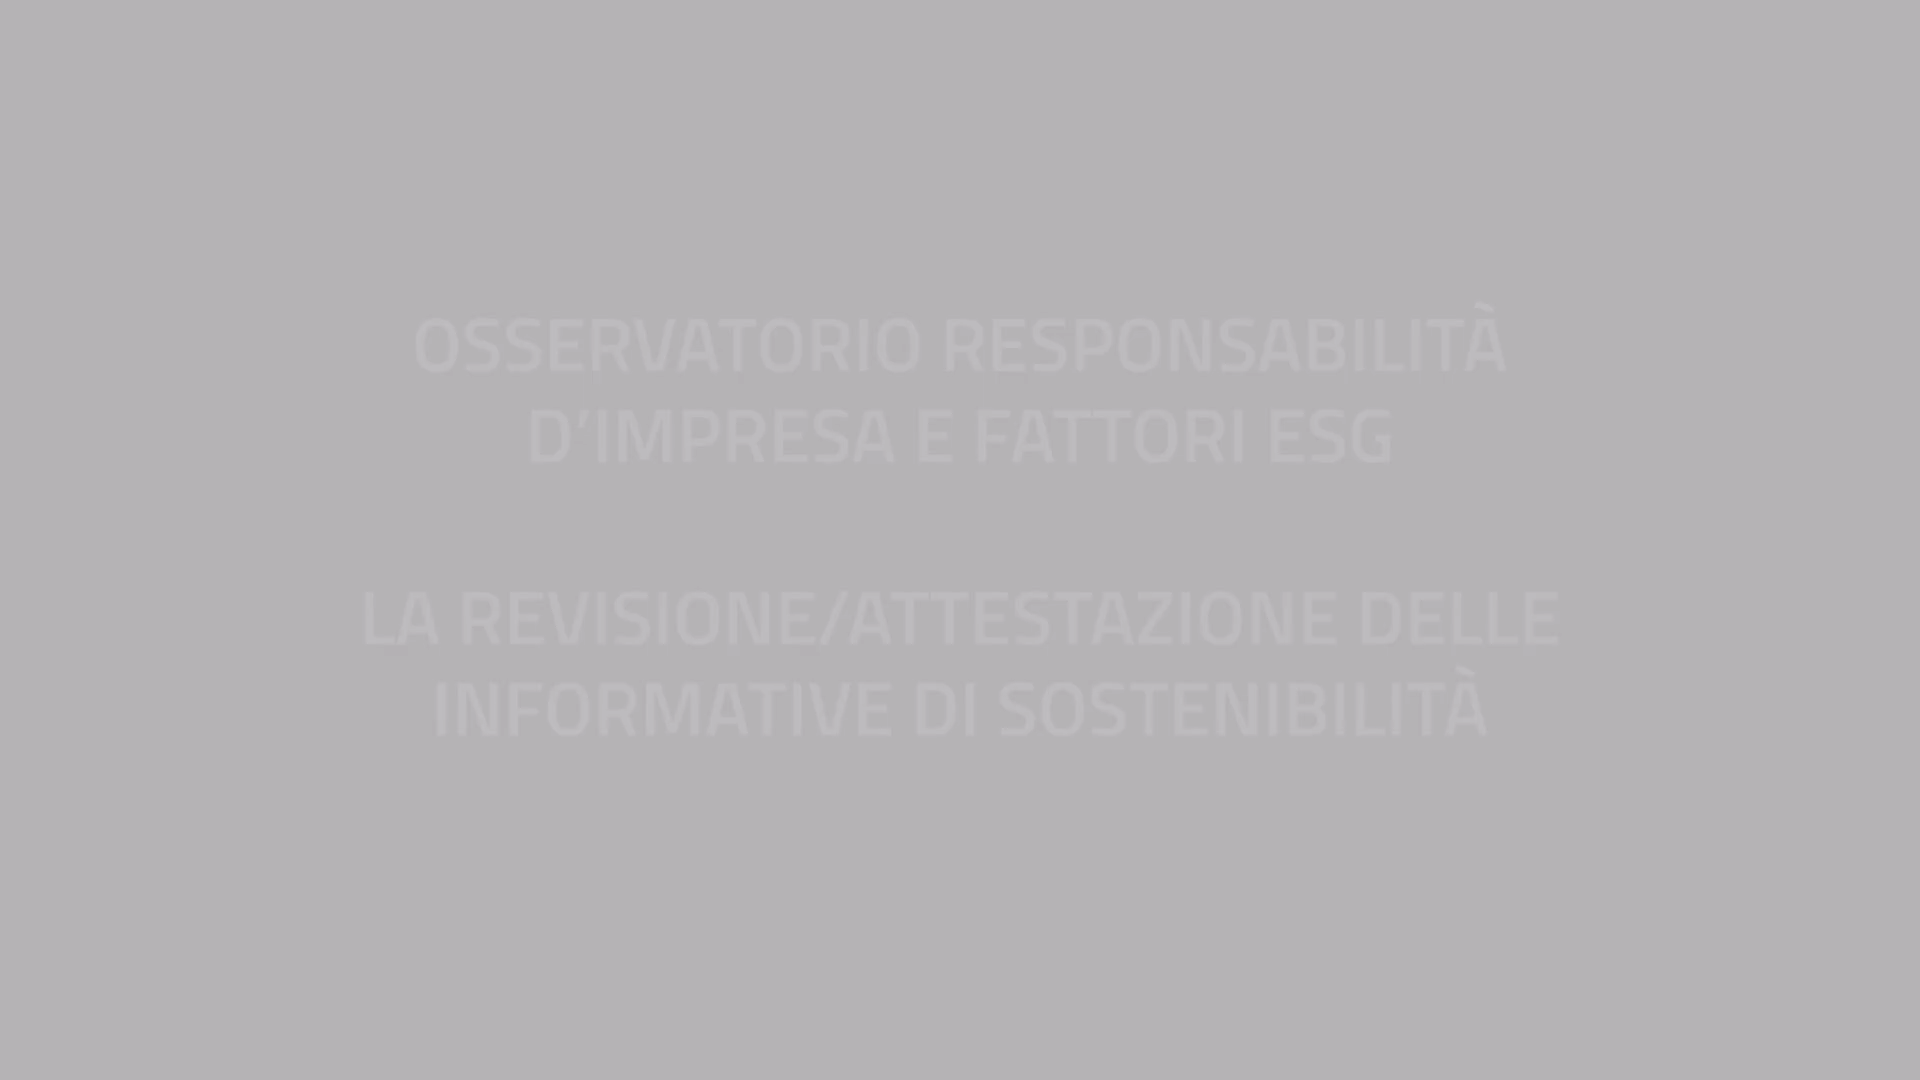 OSSERVATORIO RESPONSABILITÀ
D’IMPRESA E FATTORI ESG
LA REVISIONE/ATTESTAZIONE DELLE
INFORMATIVE DI SOSTENIBILITÀ